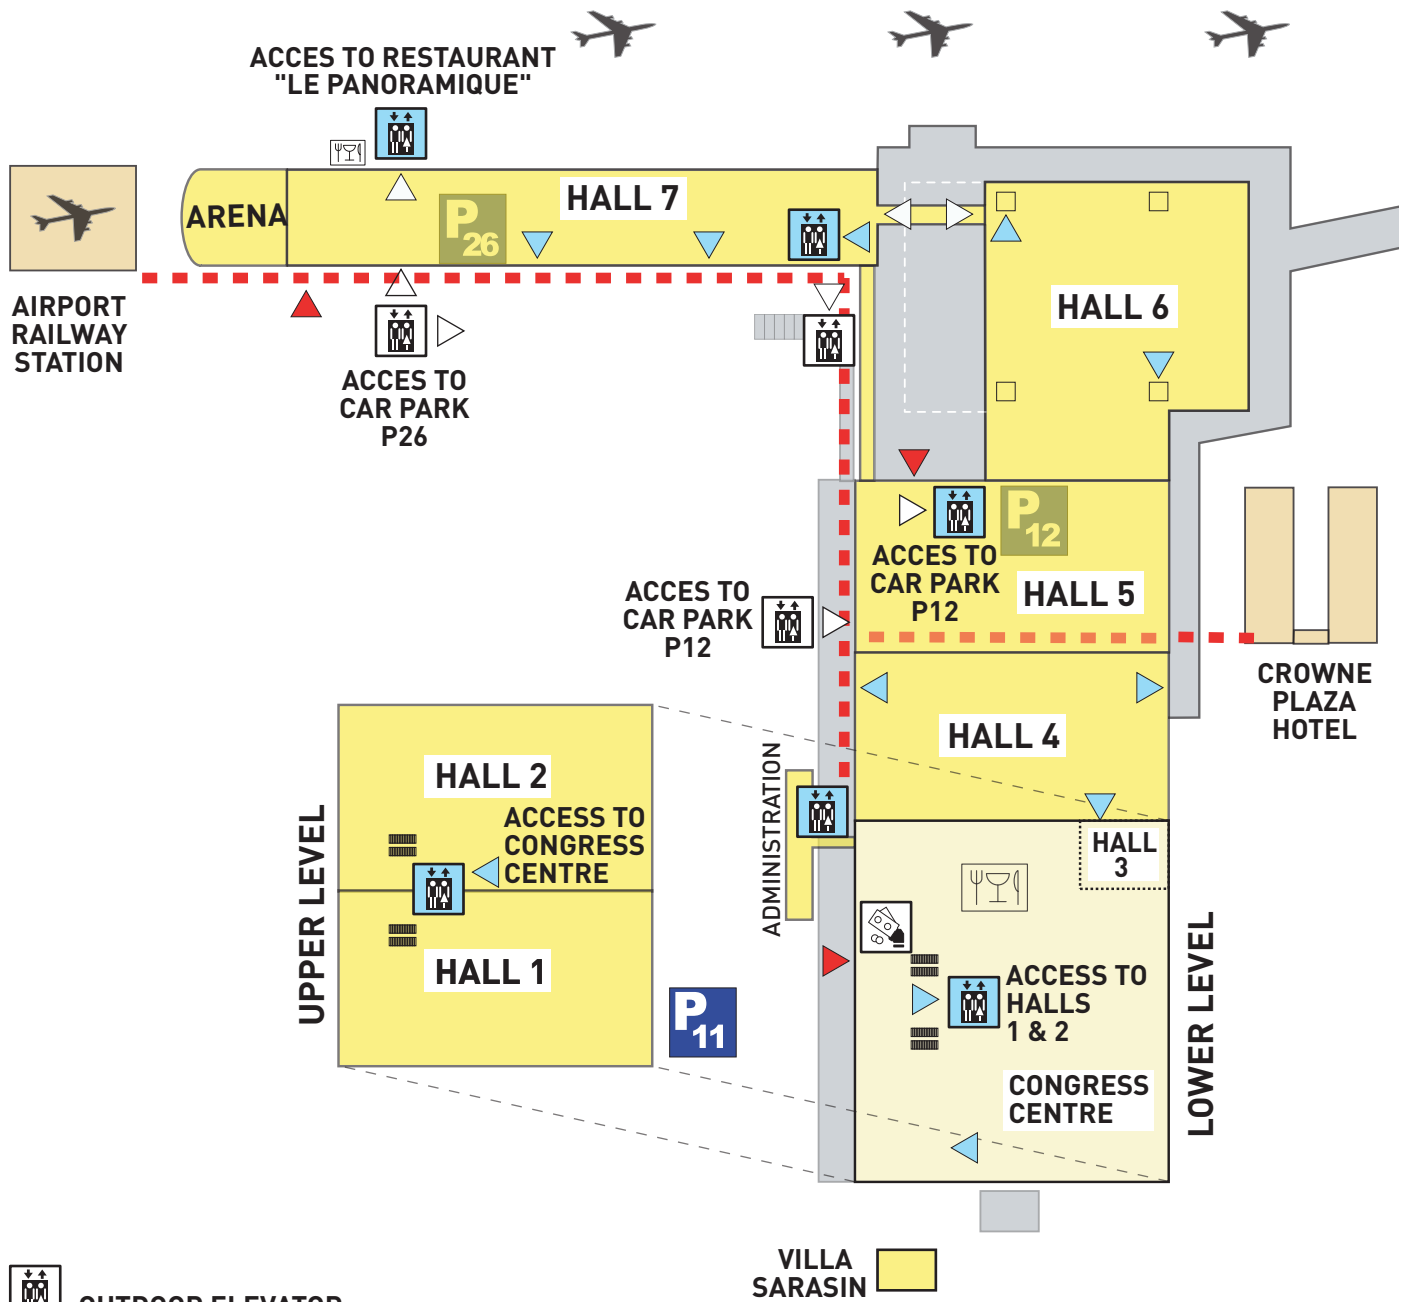 ACCES TO RESTAURANT
"LE PANORAMIQUE"
ARENA
HALL 7
P26
AIRPORT
RAILWAY
STATION
HALL 6
ACCES TO
CAR PARK
P26
P12
ACCES TO
CAR PARK
P12
HALL 5
ACCES TO
CAR PARK
P12
CROWNE
PLAZA
HOTEL
HALL 4
HALL 2
ACCESS TO
CONGRESS
CENTRE
UPPER LEVEL
HALL 1
P11
ADMINISTRATION
HALL
3
ACCESS TO
HALLS
1 & 2
LOWER LEVEL
CONGRESS
CENTRE
VILLA
SARASIN
OUTDOOR ELEVATOR